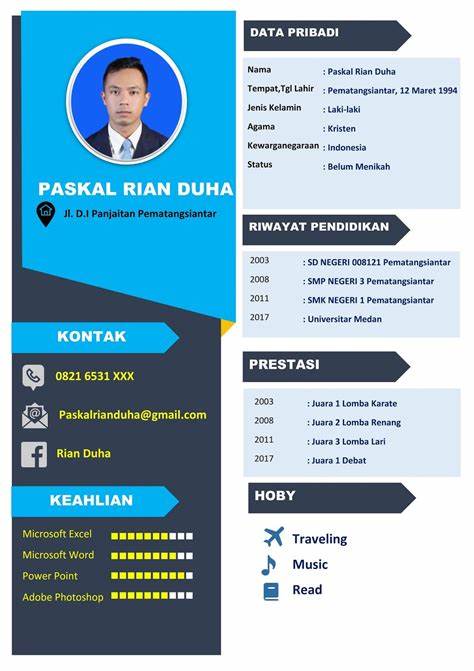 PASKAL RIAN DUHA
Jl. D.I Panjaitan Pematangsiantar
KONTAK
0821 6531 XXX
Paskalrianduha@gmail.com
Rian Duha
KEAHLIAN
Microsoft Excel
Microsoft Word
Power Point
Adobe Photoshop
DATA PRIBADI
Nama : Paskal Rian Duha
Tempat,Tgl Lahir : Pematangsiantar, 12 Maret 1994
Jenis Kelamin : Laki-laki
Agama : Kristen
Kewarganegaraan : Indonesia
Status : Belum Menikah
RIWAYAT PENDIDIKAN
2003 : SD NEGERI 008121 Pematangsiantar
2008 : SMP NEGERI 3 Pematangsiantar
2011 : SMK NEGERI 1 Pematangsiantar
2017 : Universitar Medan
PRESTASI
2003 : Juara 1 Lomba Karate
2008 : Juara 2 Lomba Renang
2011 : Juara 3 Lomba Lari
2017 : Juara 1 Debat
HOBY
Traveling
Music
Read